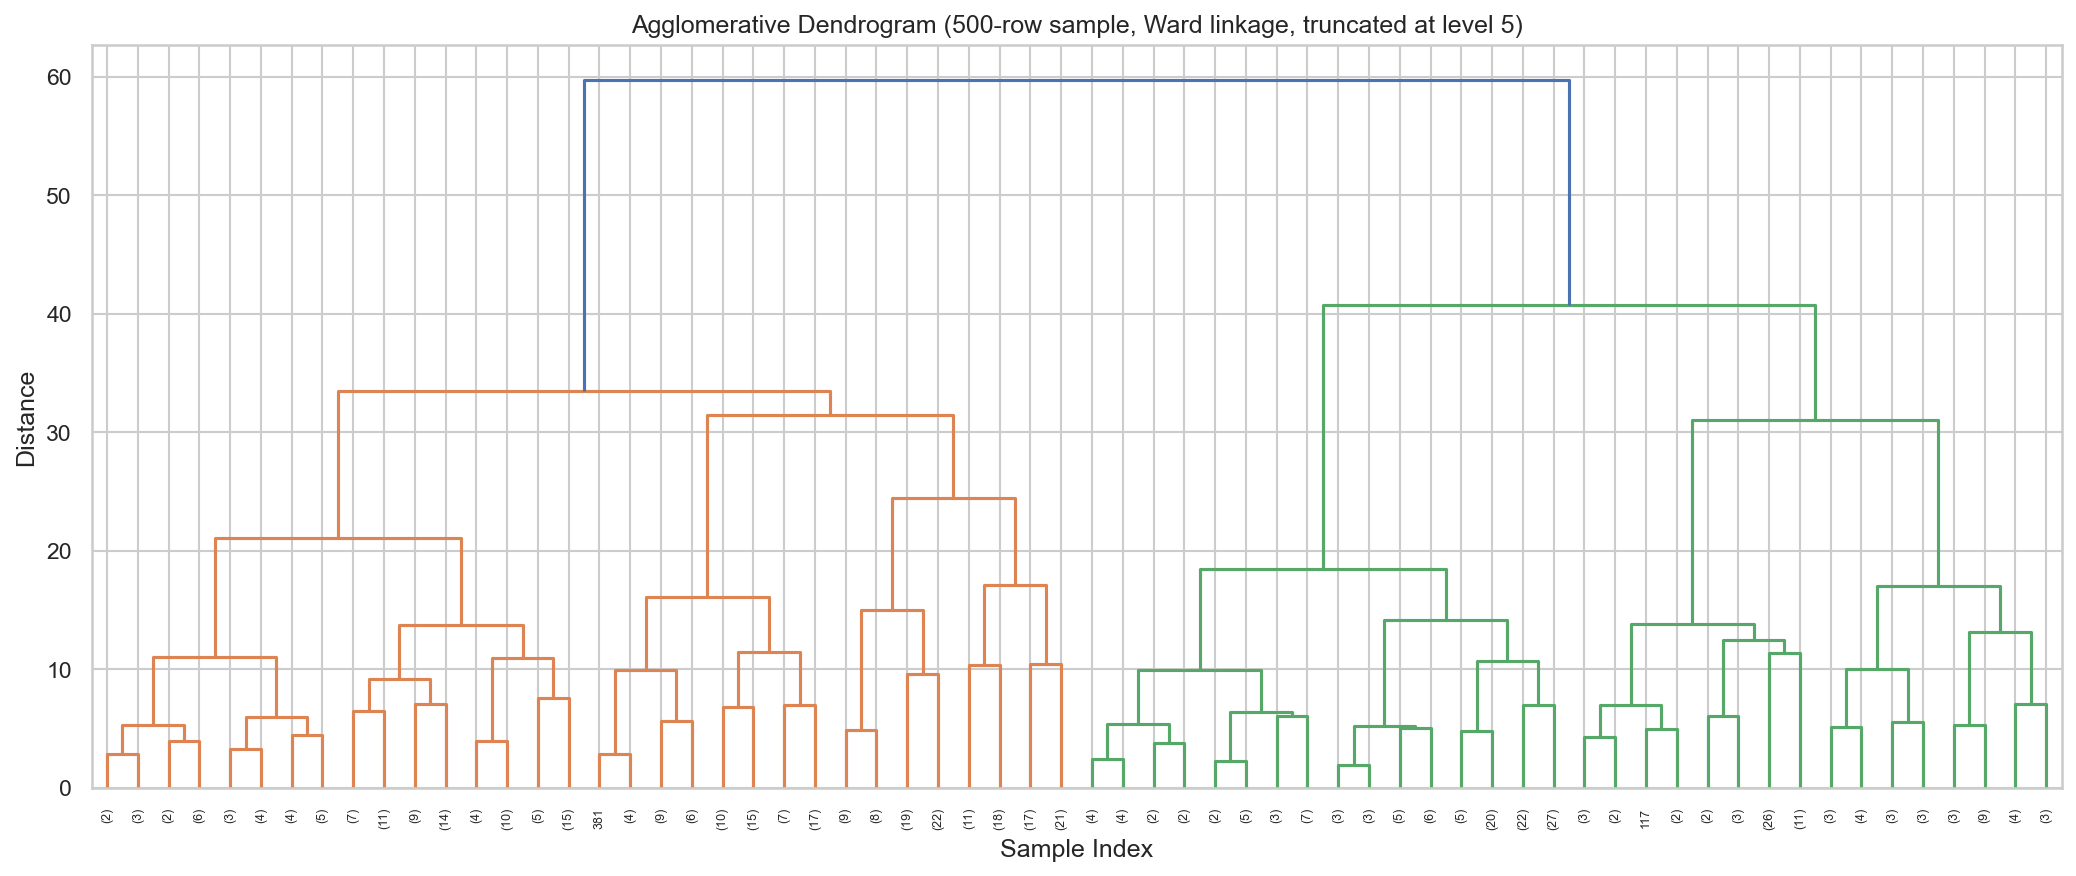 Agglomerative Dendrogram (500-row sample, Ward linkage, truncated at level 5)
60
50
40
30
20
10
0
Distance
(2) (3) (2) (6) (3) (4) (4) (5) (7) (11) (9) (14) (4) (10) (5) (15) 381 (4) (9) (6) (10) (15) (7) (17) (9) (8) (19) (22) (11) (18) (17) (21) (4) (4) (2) (2) (2) (5) (3) (7) (3) (3) (5) (6) (5) (20) (22) (27) (3) (2) 117 (2) (2) (3) (26) (11) (3) (4) (3) (3) (3) (9) (4) (3)
Sample Index